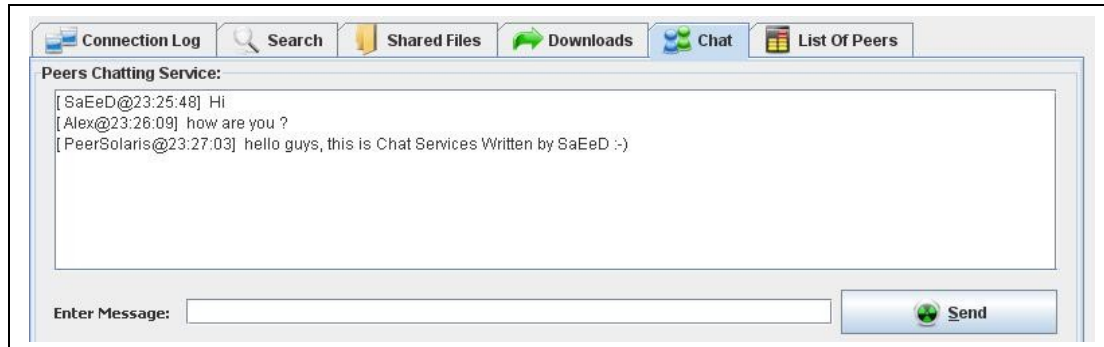 Connection Log Search Shared Files Downloads Chat List Of Peers
Peers Chatting Service:
[ SaEeD@23:25:48] Hi
[ Alex@23:26:09] how are you ?
[ PeerSolaris@23:27:03] hello guys, this is Chat Services Written by SaEeD :-)
Enter Message: Send